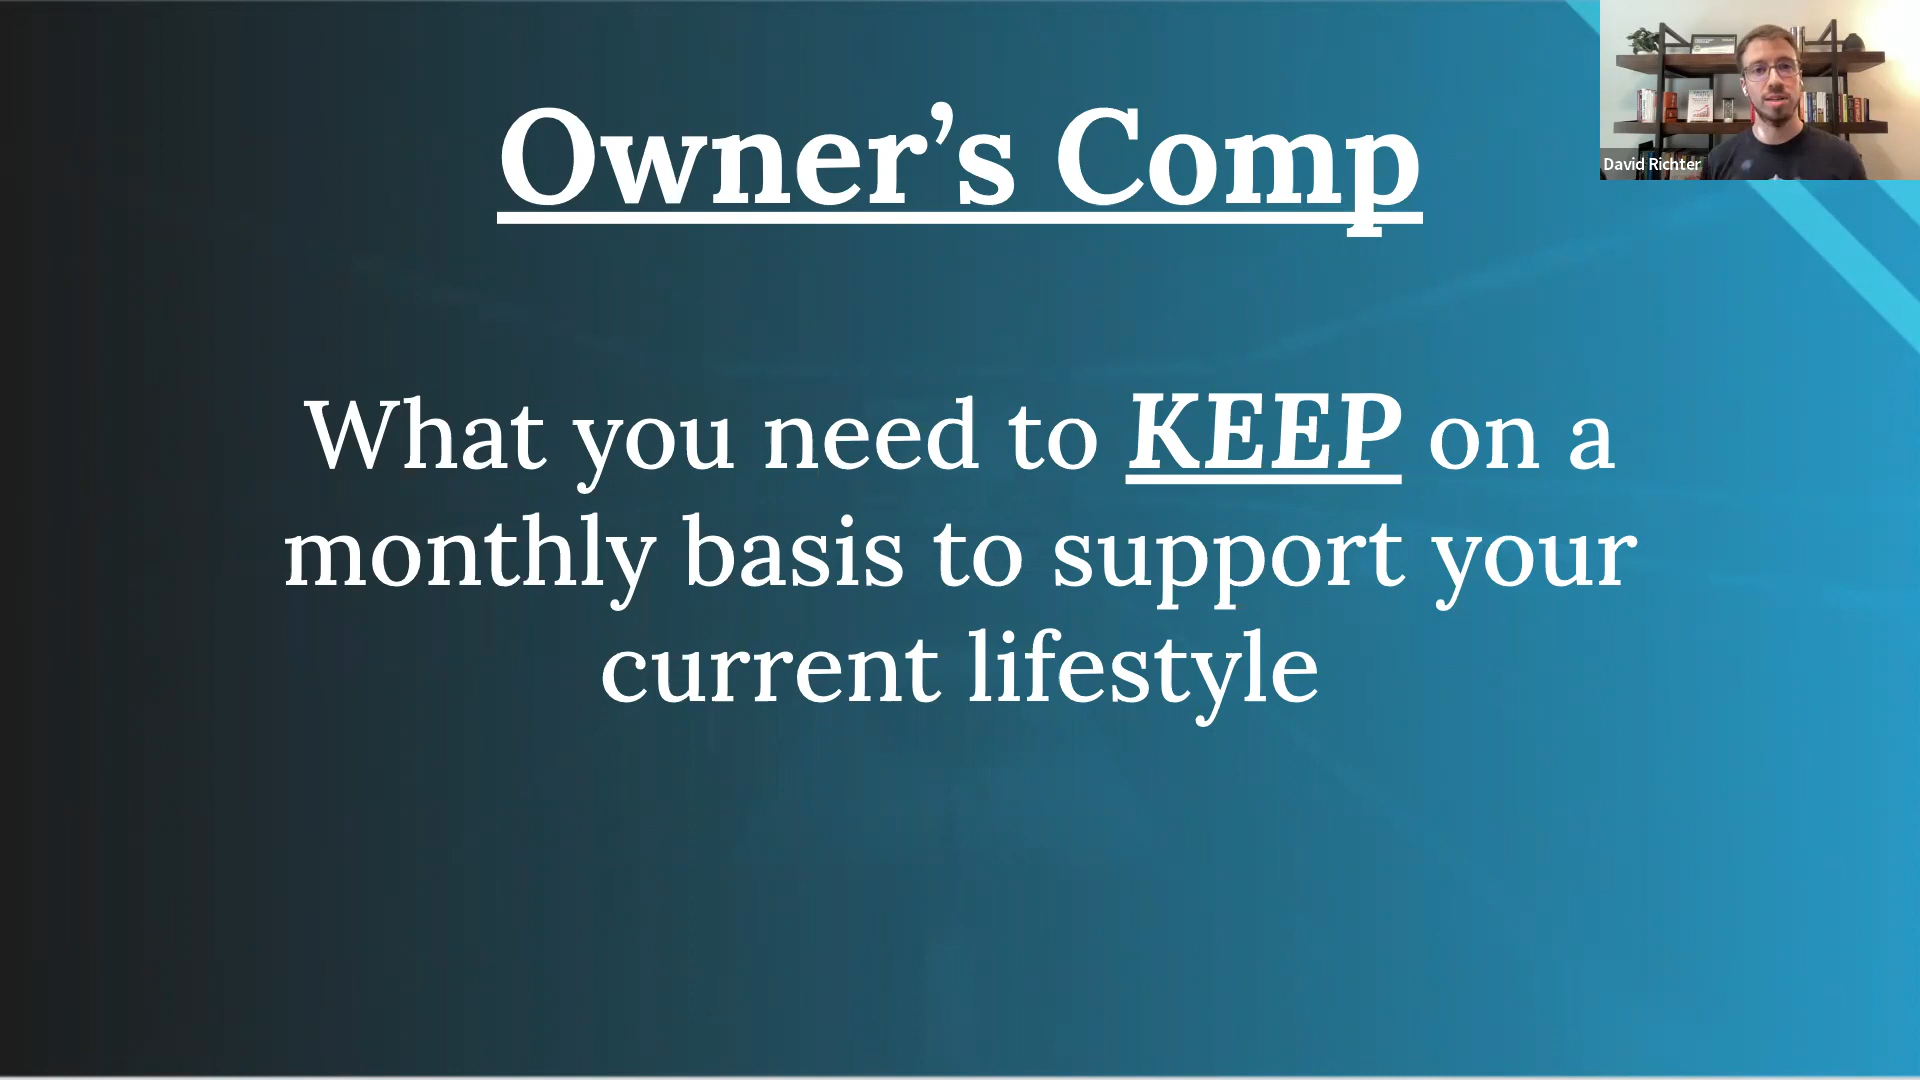 Owner’s Comp
David Richter
What you need to KEEP on a
monthly basis to support your
current lifestyle